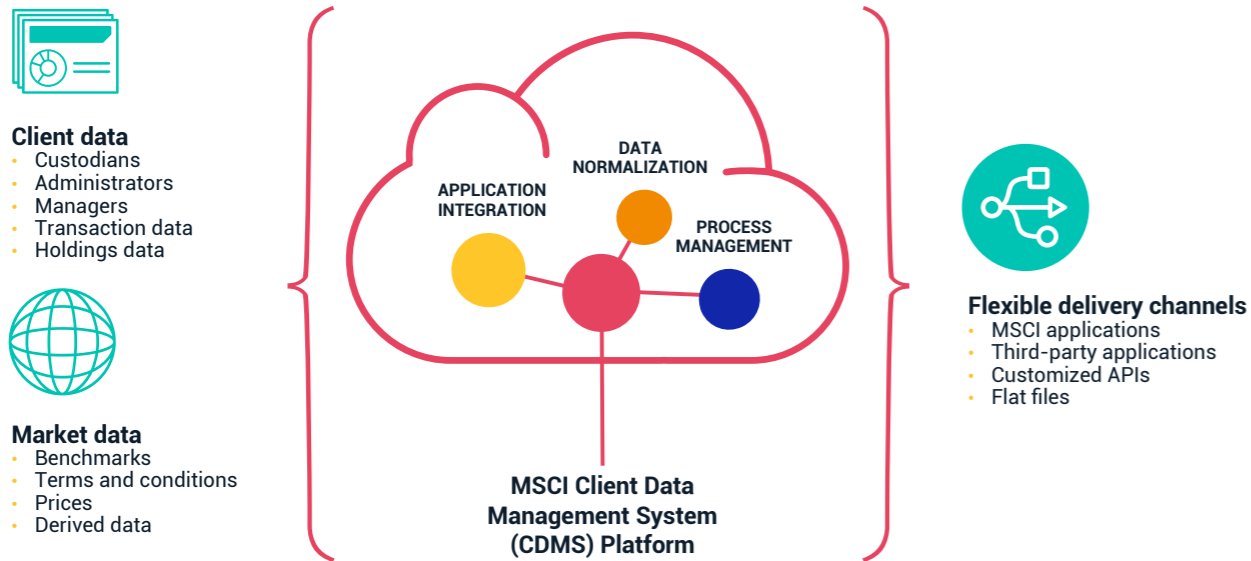 Client data
• Custodians
• Administrators
• Managers
• Transaction data
• Holdings data
Market data
• Benchmarks
• Terms and conditions
• Prices
• Derived data
APPLICATION
INTEGRATION
DATA
NORMALIZATION
PROCESS
MANAGEMENT
MSCI Client Data
Management System
(CDMS) Platform
Flexible delivery channels
• MSCI applications
• Third-party applications
• Customized APIs
• Flat files